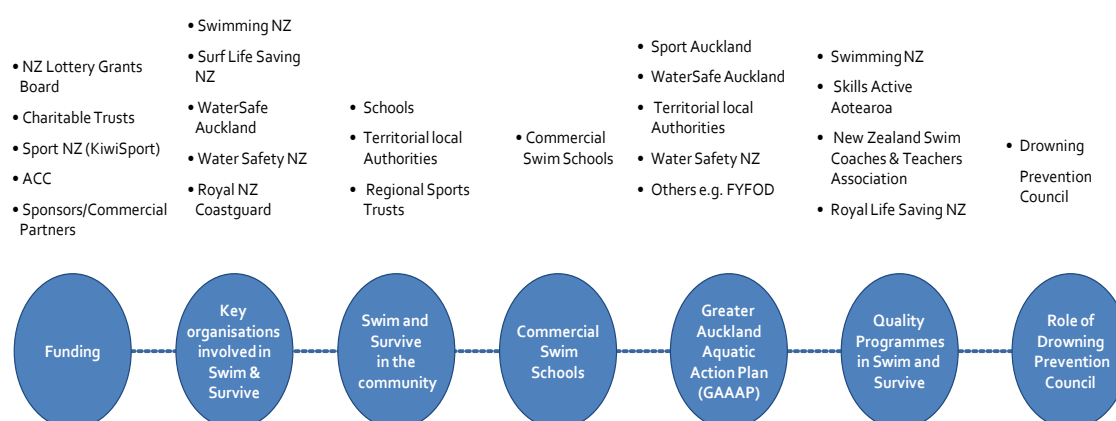 • NZ Lottery Grants
Board
• Charitable Trusts
• Sport NZ (KiwiSport)
• ACC
• Sponsors/Commercial
Partners
• Swimming NZ
• Surf Life Saving
NZ
• WaterSafe
Auckland
• Water Safety NZ
• Royal NZ
Coastguard
• Schools
• Territorial local
Authorities
• Regional Sports
Trusts
• Commercial
Swim Schools
• Sport Auckland
• WaterSafe Auckland
• Territorial local
Authorities
• Water Safety NZ
• Others e.g. FYFOD
• Swimming NZ
• Skills Active
Aotearoa
• New Zealand Swim
Coaches & Teachers
Association
• Royal Life Saving NZ
• Drowning
Prevention
Council
Funding
Key
organisations
involved in
Swim &
Survive
Swim and
Survive
in the
community
Commercial
Swim
Schools
Greater
Auckland
Aquatic
Action Plan
(GAAAP)
Quality
Programmes
in Swim and
Survive
Role of
Drowning
Prevention
Council